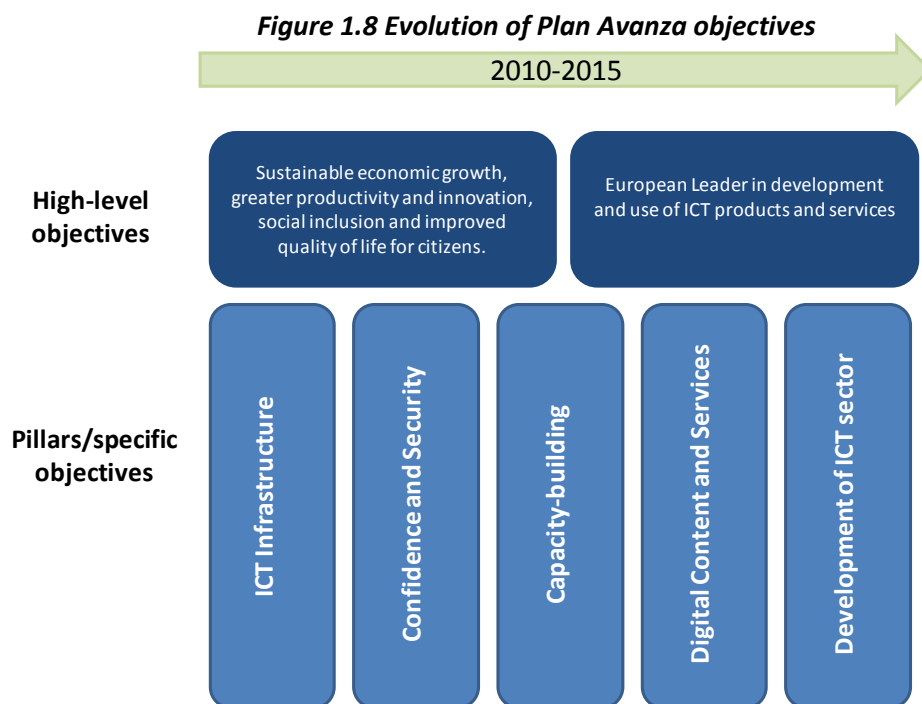 Figure 1.8 Evolution of Plan Avanza objectives
2010-2015
High-level
objectives
Sustainable economic growth,
greater productivity and innovation,
social inclusion and improved
quality of life for citizens.
European Leader in development
and use of ICT products and services
Pillars/specific
objectives
ICT Infrastructure
Confidence and Security
Capacity-building
Digital Content and Services
Development of ICT sector